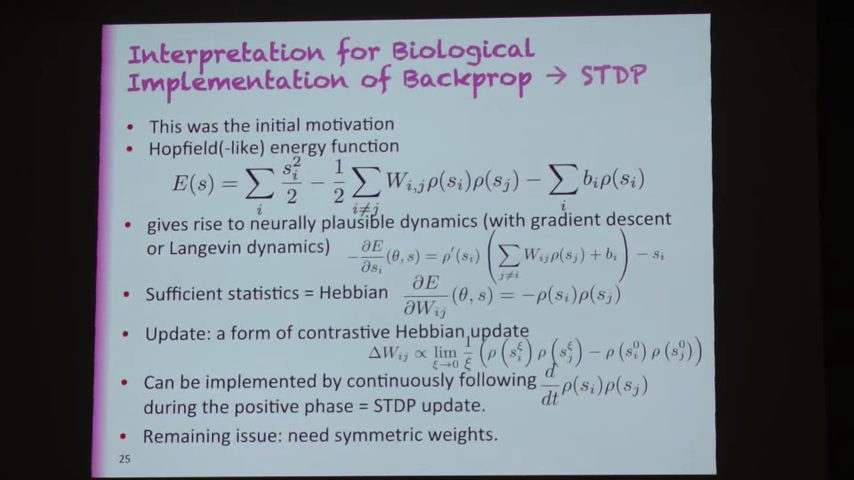 Interpretation for Biological
Implementation of Backprop → STDP
• This was the initial motivation
• Hopfield(-like) energy function
E(s) = ∑_i s_i^2/2 − 1/2 ∑_{i≠j} W_{i,j}ρ(s_i)ρ(s_j) − ∑_i b_iρ(s_i)
• gives rise to neurally plausible dynamics (with gradient descent
or Langevin dynamics) −∂E/∂s_i (θ, s) = ρ′(s_i) (∑_{j≠i} W_{ij}ρ(s_j) + b_i) − s_i
• Sufficient statistics = Hebbian ∂E/∂W_{ij} (θ, s) = −ρ(s_i)ρ(s_j)
• Update: a form of contrastive Hebbian update
ΔW_{ij} ∝ lim_{ξ→0} 1/ξ (ρ(s_i^ξ) ρ(s_j^ξ) − ρ(s_i^0) ρ(s_j^0))
• Can be implemented by continuously following d/dt ρ(s_i)ρ(s_j)
during the positive phase = STDP update.
• Remaining issue: need symmetric weights.
25